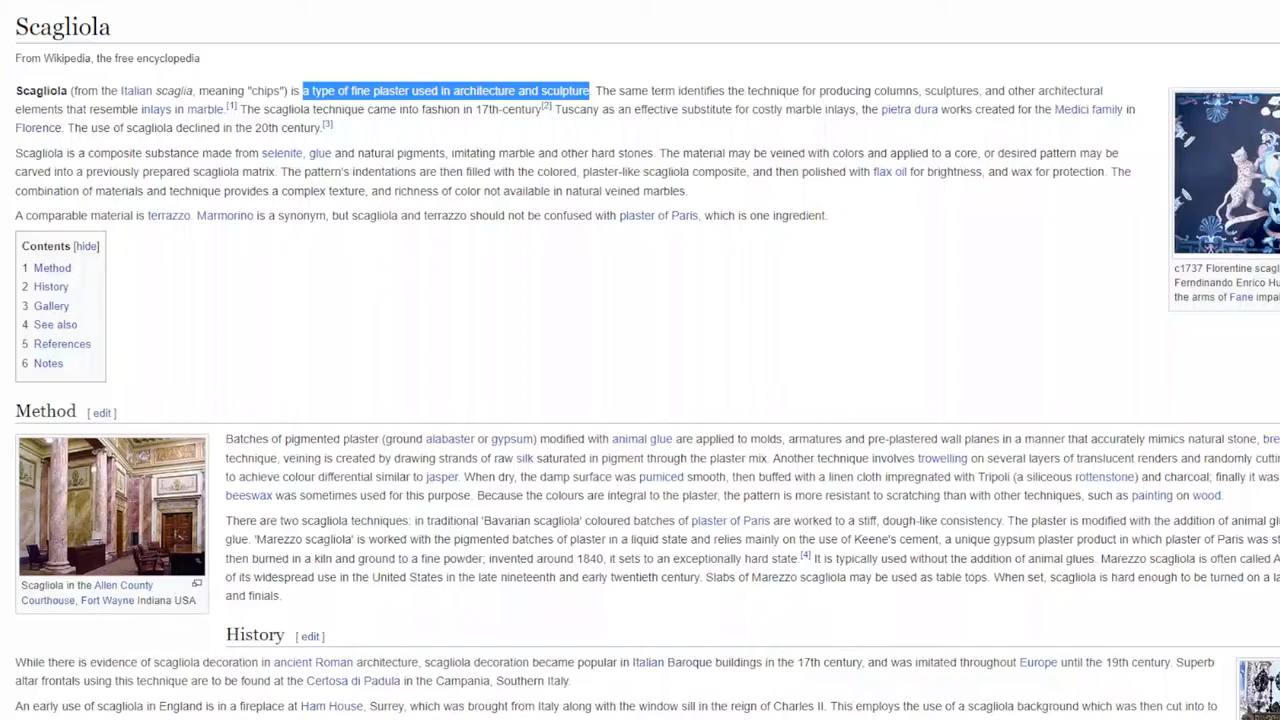 Scagliola
From Wikipedia, the free encyclopedia
Scagliola (from the Italian scaglia, meaning "chips") is a type of fine plaster used in architecture and sculpture. The same term identifies the technique for producing columns, sculptures, and other architectural
elements that resemble inlays in marble.[1] The scagliola technique came into fashion in 17th-century[2] Tuscany as an effective substitute for costly marble inlays, the pietra dura works created for the Medici family in
Florence. The use of scagliola declined in the 20th century.[3]
Scagliola is a composite substance made from selenite, glue and natural pigments, imitating marble and other hard stones. The material may be veined with colors and applied to a core, or desired pattern may be
carved into a previously prepared scagliola matrix. The pattern's indentations are then filled with the colored, plaster-like scagliola composite, and then polished with flax oil for brightness, and wax for protection. The
combination of materials and technique provides a complex texture, and richness of color not available in natural veined marbles.
A comparable material is terrazzo. Marmorino is a synonym, but scagliola and terrazzo should not be confused with plaster of Paris, which is one ingredient.
c1737 Florentine scagl
Ferndinando Enrico Hu
the arms of Fane impa
Contents [hide]
1 Method
2 History
3 Gallery
4 See also
5 References
6 Notes
Method [ edit ]
Scagliola in the Allen County
Courthouse, Fort Wayne Indiana USA
Batches of pigmented plaster (ground alabaster or gypsum) modified with animal glue are applied to molds, armatures and pre-plastered wall planes in a manner that accurately mimics natural stone, bre
technique, veining is created by drawing strands of raw silk saturated in pigment through the plaster mix. Another technique involves trowelling on several layers of translucent renders and randomly cutti
to achieve colour differential similar to jasper. When dry, the damp surface was pumiced smooth, then buffed with a linen cloth impregnated with Tripoli (a siliceous rottenstone) and charcoal; finally it was
beeswax was sometimes used for this purpose. Because the colours are integral to the plaster, the pattern is more resistant to scratching than with other techniques, such as painting on wood.
There are two scagliola techniques: in traditional 'Bavarian scagliola' coloured batches of plaster of Paris are worked to a stiff, dough-like consistency. The plaster is modified with the addition of animal gl
glue. 'Marezzo scagliola' is worked with the pigmented batches of plaster in a liquid state and relies mainly on the use of Keene's cement, a unique gypsum plaster product in which plaster of Paris was st
then burned in a kiln and ground to a fine powder; invented around 1840, it sets to an exceptionally hard state.[4] It is typically used without the addition of animal glues. Marezzo scagliola is often called A
of its widespread use in the United States in the late nineteenth and early twentieth century. Slabs of Marezzo scagliola may be used as table tops. When set, scagliola is hard enough to be turned on a la
and finials.
History [ edit ]
While there is evidence of scagliola decoration in ancient Roman architecture, scagliola decoration became popular in Italian Baroque buildings in the 17th century, and was imitated throughout Europe until the 19th century. Superb
altar frontals using this technique are to be found at the Certosa di Padula in the Campania, Southern Italy.
An early use of scagliola in England is in a fireplace at Ham House, Surrey, which was brought from Italy along with the window sill in the reign of Charles II. This employs the use of a scagliola background which was then cut into to